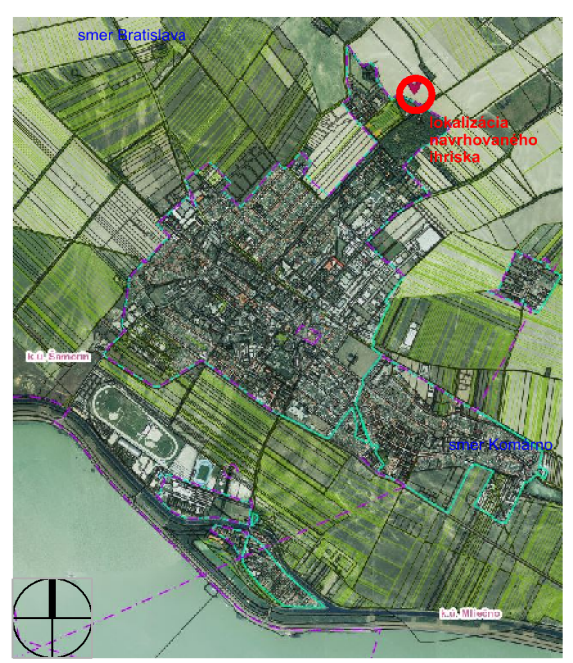 smer Bratislava
lokalizácia
navrhovaného
ihriska
k.ú. Šamorín
smer Komárno
k.ú. Mliečno